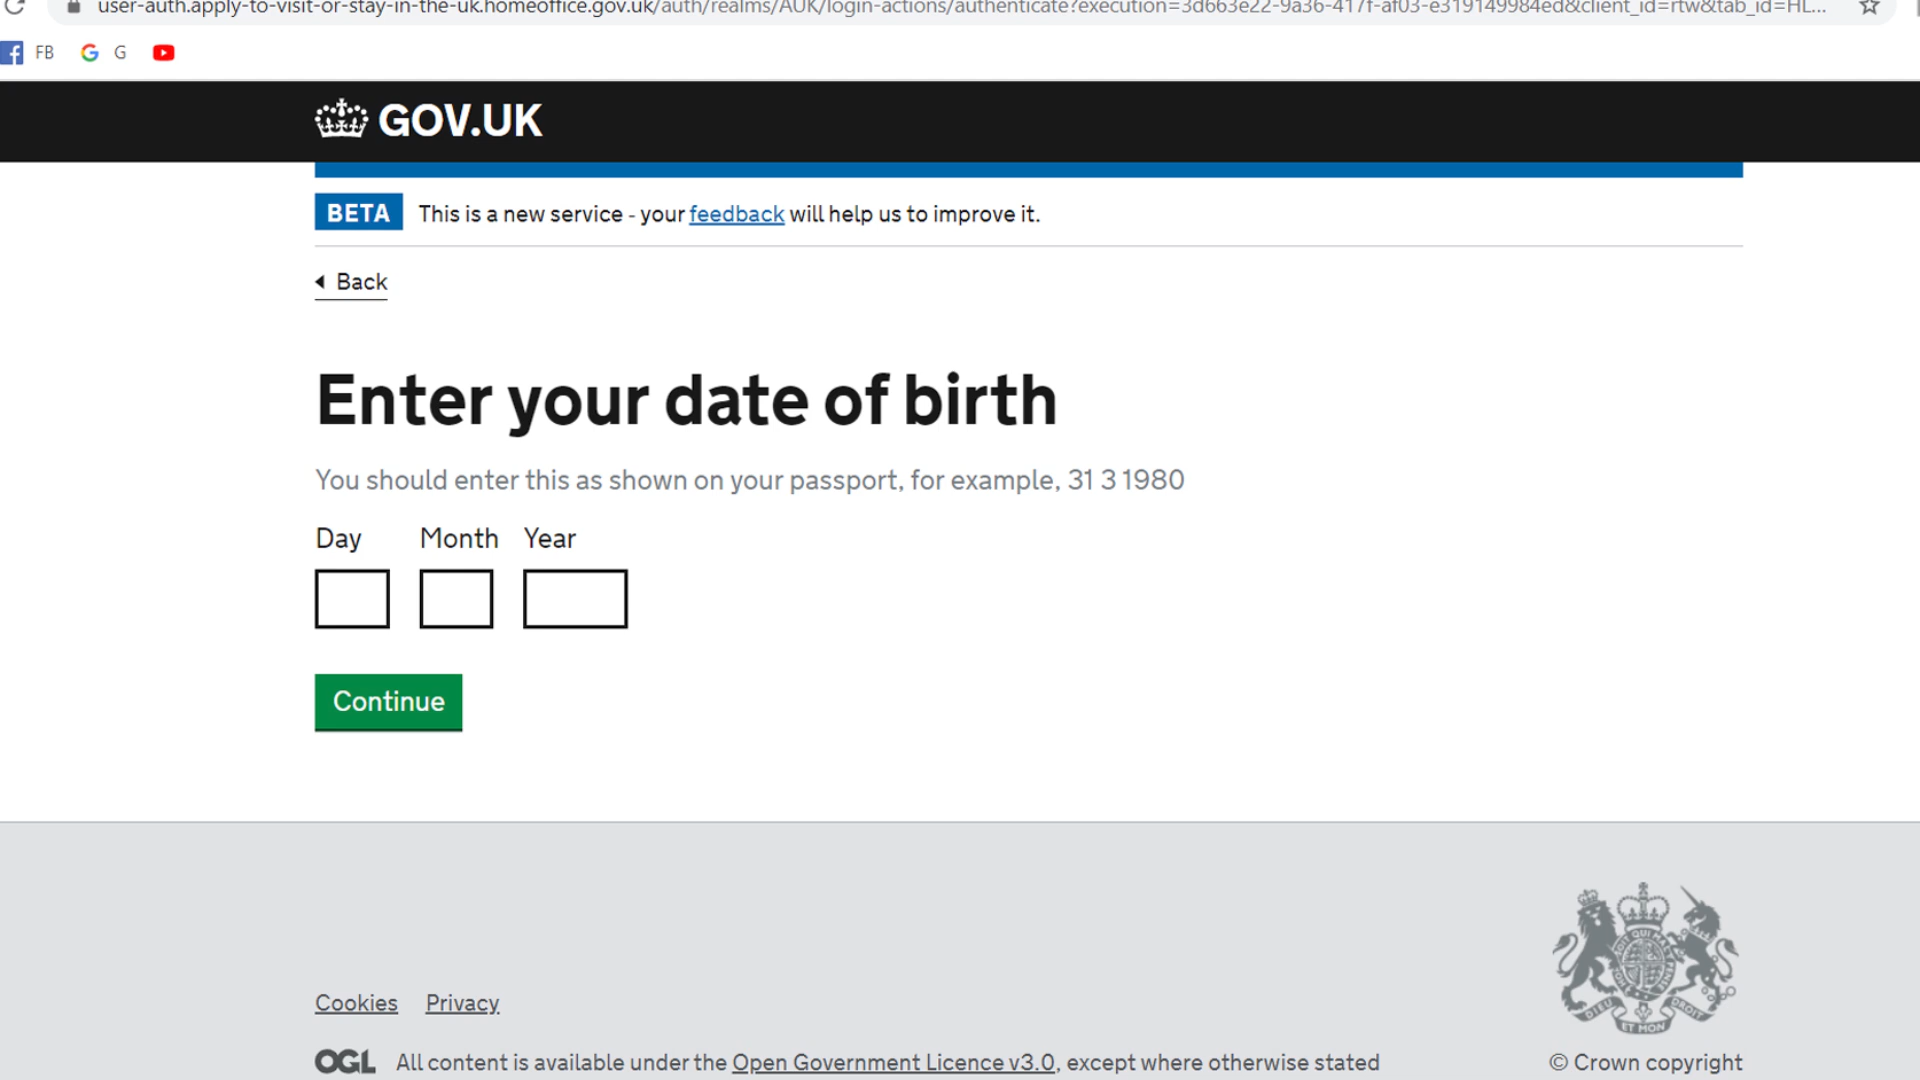 user-auth.apply-to-visit-or-stay-in-the-uk.homeoffice.gov.uk/auth/realms/AUK/login-actions/authenticate?execution=3d663e22-9a36-417f-af03-e319149984ed&client_id=rtw&tab_id=HL...
FB G
GOV.UK
BETA This is a new service - your feedback will help us to improve it.
Back
Enter your date of birth
You should enter this as shown on your passport, for example, 31 3 1980
Day Month Year
Continue
Cookies Privacy
DIEU ET MON DROIT
OGL All content is available under the Open Government Licence v3.0, except where otherwise stated
© Crown copyright